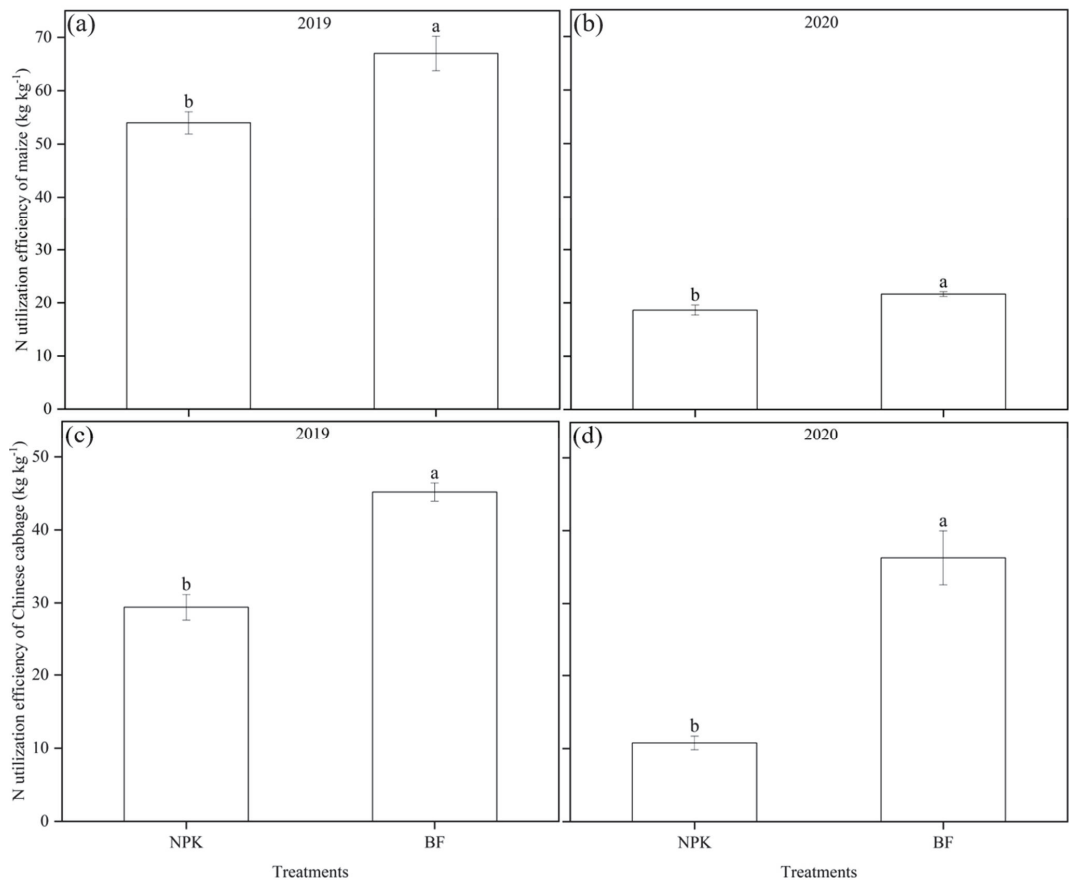 (a)
2019
(b)
2020
N utilization efficiency of maize (kg kg⁻¹)
70
60
50
40
30
20
10
0
b
a
b
a
(c)
2019
(d)
2020
N utilization efficiency of Chinese cabbage (kg kg⁻¹)
50
40
30
20
10
0
b
a
b
a
NPK
BF
NPK
BF
Treatments
Treatments